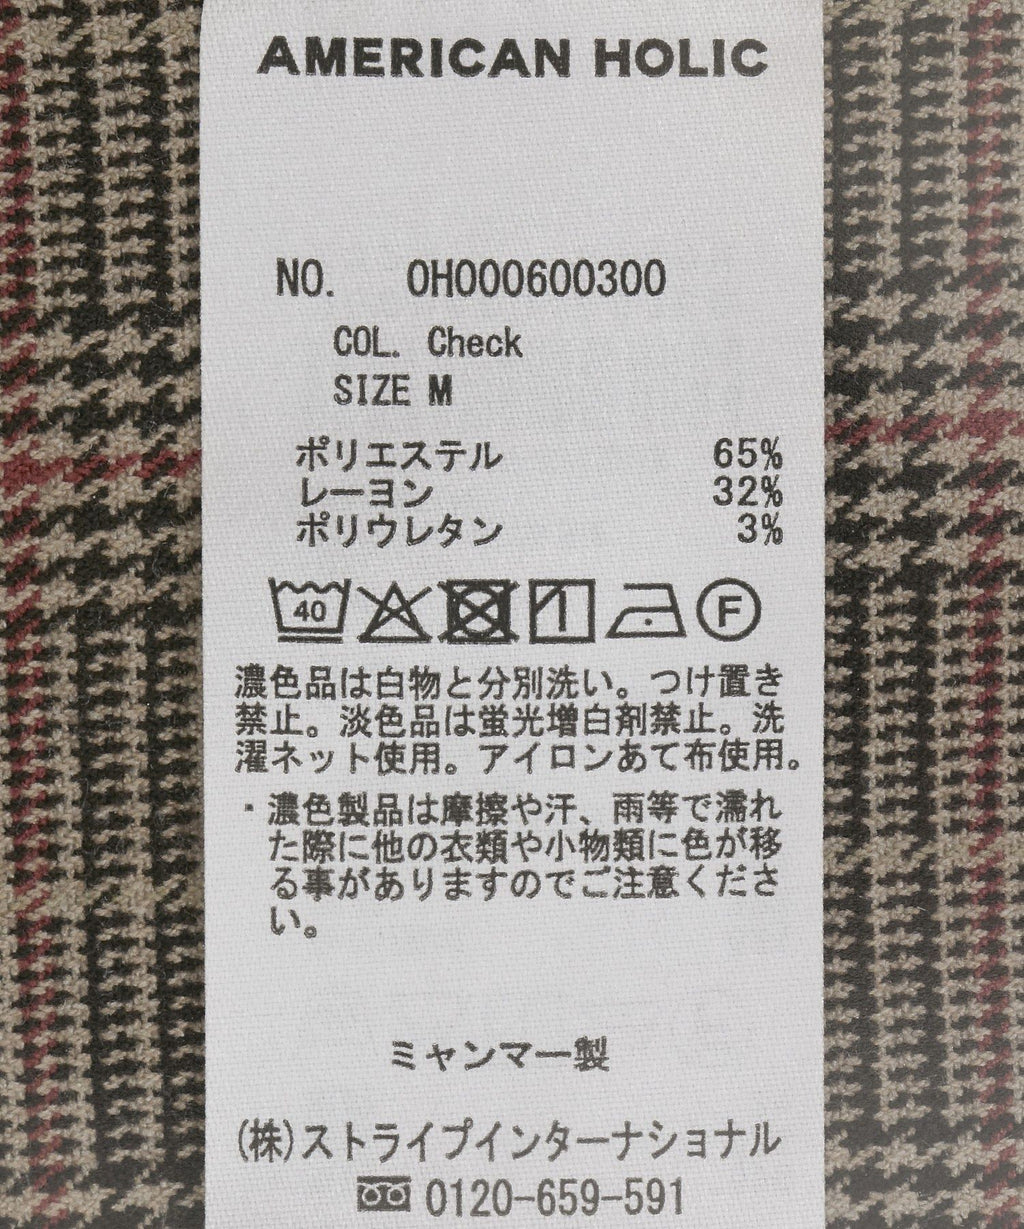 AMERICAN HOLIC
NO. 0H000600300
COL. Check
SIZE M
ポリエステル 65%
レーヨン 32%
ポリウレタン 3%
40 F
濃色品は白物と分別洗い。つけ置き
禁止。淡色品は蛍光増白剤禁止。洗
濯ネット使用。アイロンあて布使用。
・濃色製品は摩擦や汗、雨等で濡れ
た際に他の衣類や小物類に色が移
る事がありますのでご注意くださ
い。
ミャンマー製
(株)ストライプインターナショナル
0120-659-591